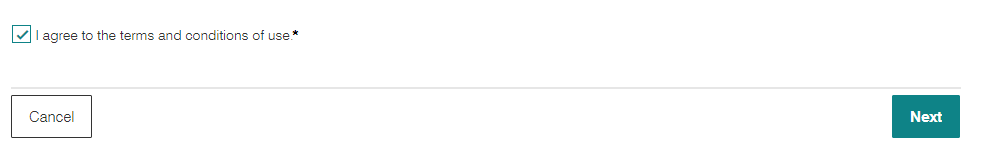 I agree to the terms and conditions of use.*
Cancel
Next